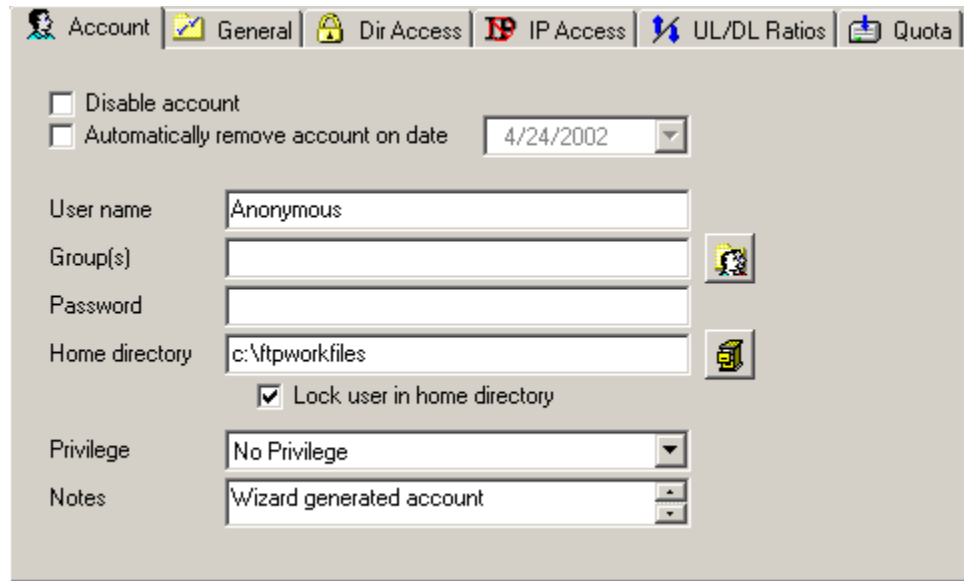 Account General Dir Access IP Access UL/DL Ratios Quota
Disable account
Automatically remove account on date 4/24/2002
User name Anonymous
Group(s)
Password
Home directory c:\ftpworkfiles
Lock user in home directory
Privilege No Privilege
Notes Wizard generated account